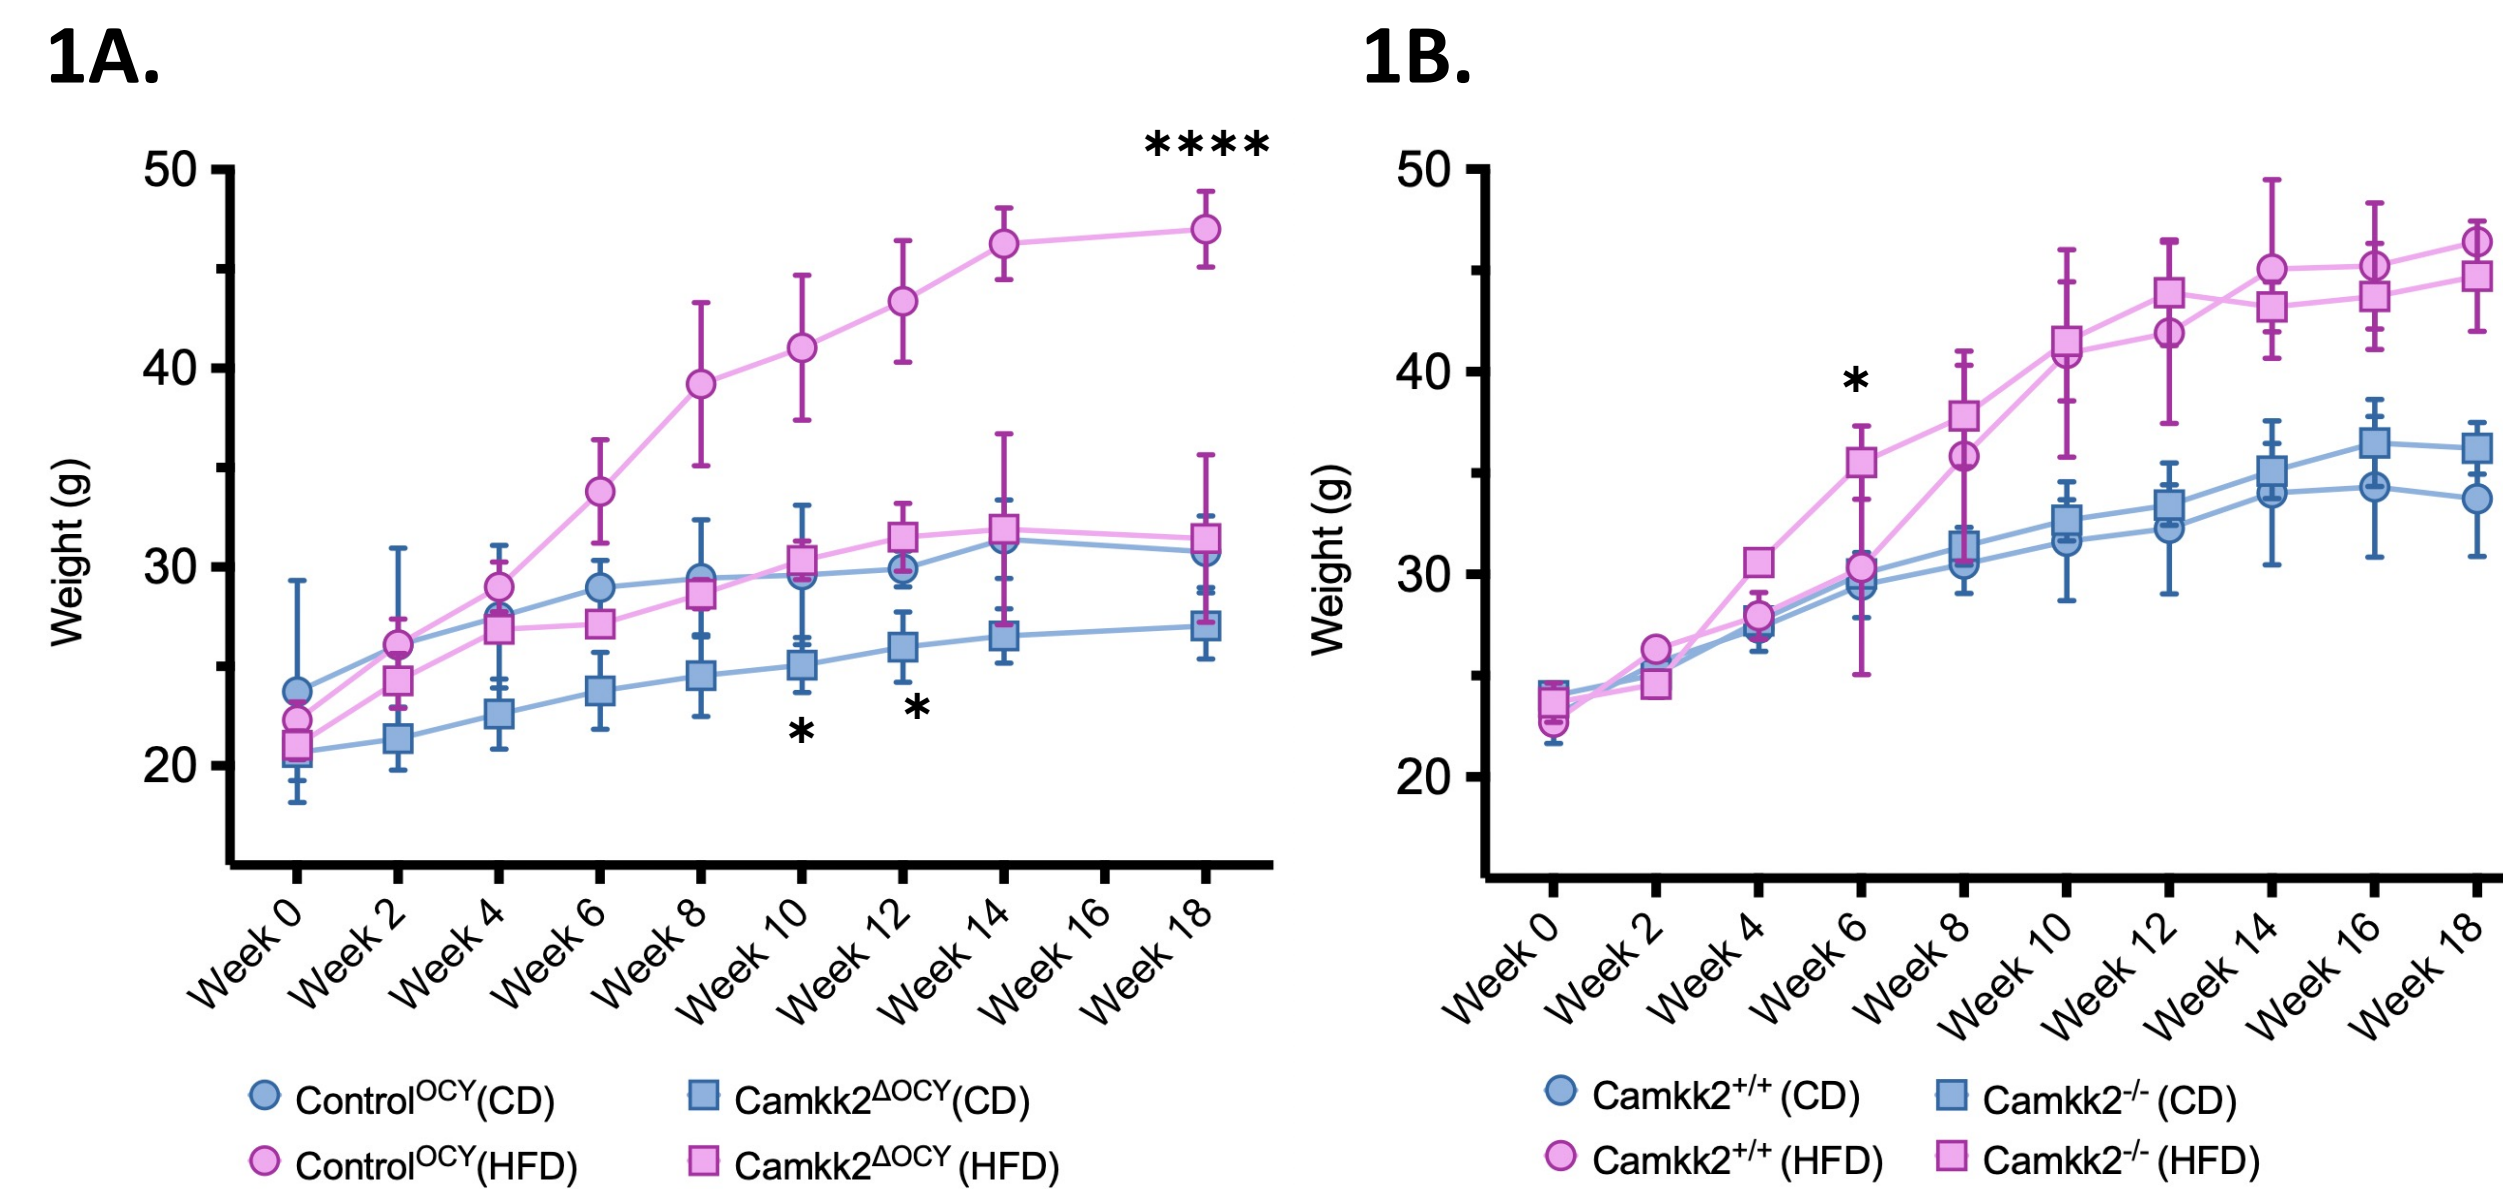 1A.
****
50
40
30
20
Weight (g)
*
*
Week 0
Week 2
Week 4
Week 6
Week 8
Week 10
Week 12
Week 14
Week 16
Week 18
Control^OCY(CD)
Camkk2^ΔOCY(CD)
Control^OCY(HFD)
Camkk2^ΔOCY (HFD)
1B.
50
40
30
20
Weight (g)
*
Week 0
Week 2
Week 4
Week 6
Week 8
Week 10
Week 12
Week 14
Week 16
Week 18
Camkk2^+/+ (CD)
Camkk2^-/- (CD)
Camkk2^+/+ (HFD)
Camkk2^-/- (HFD)